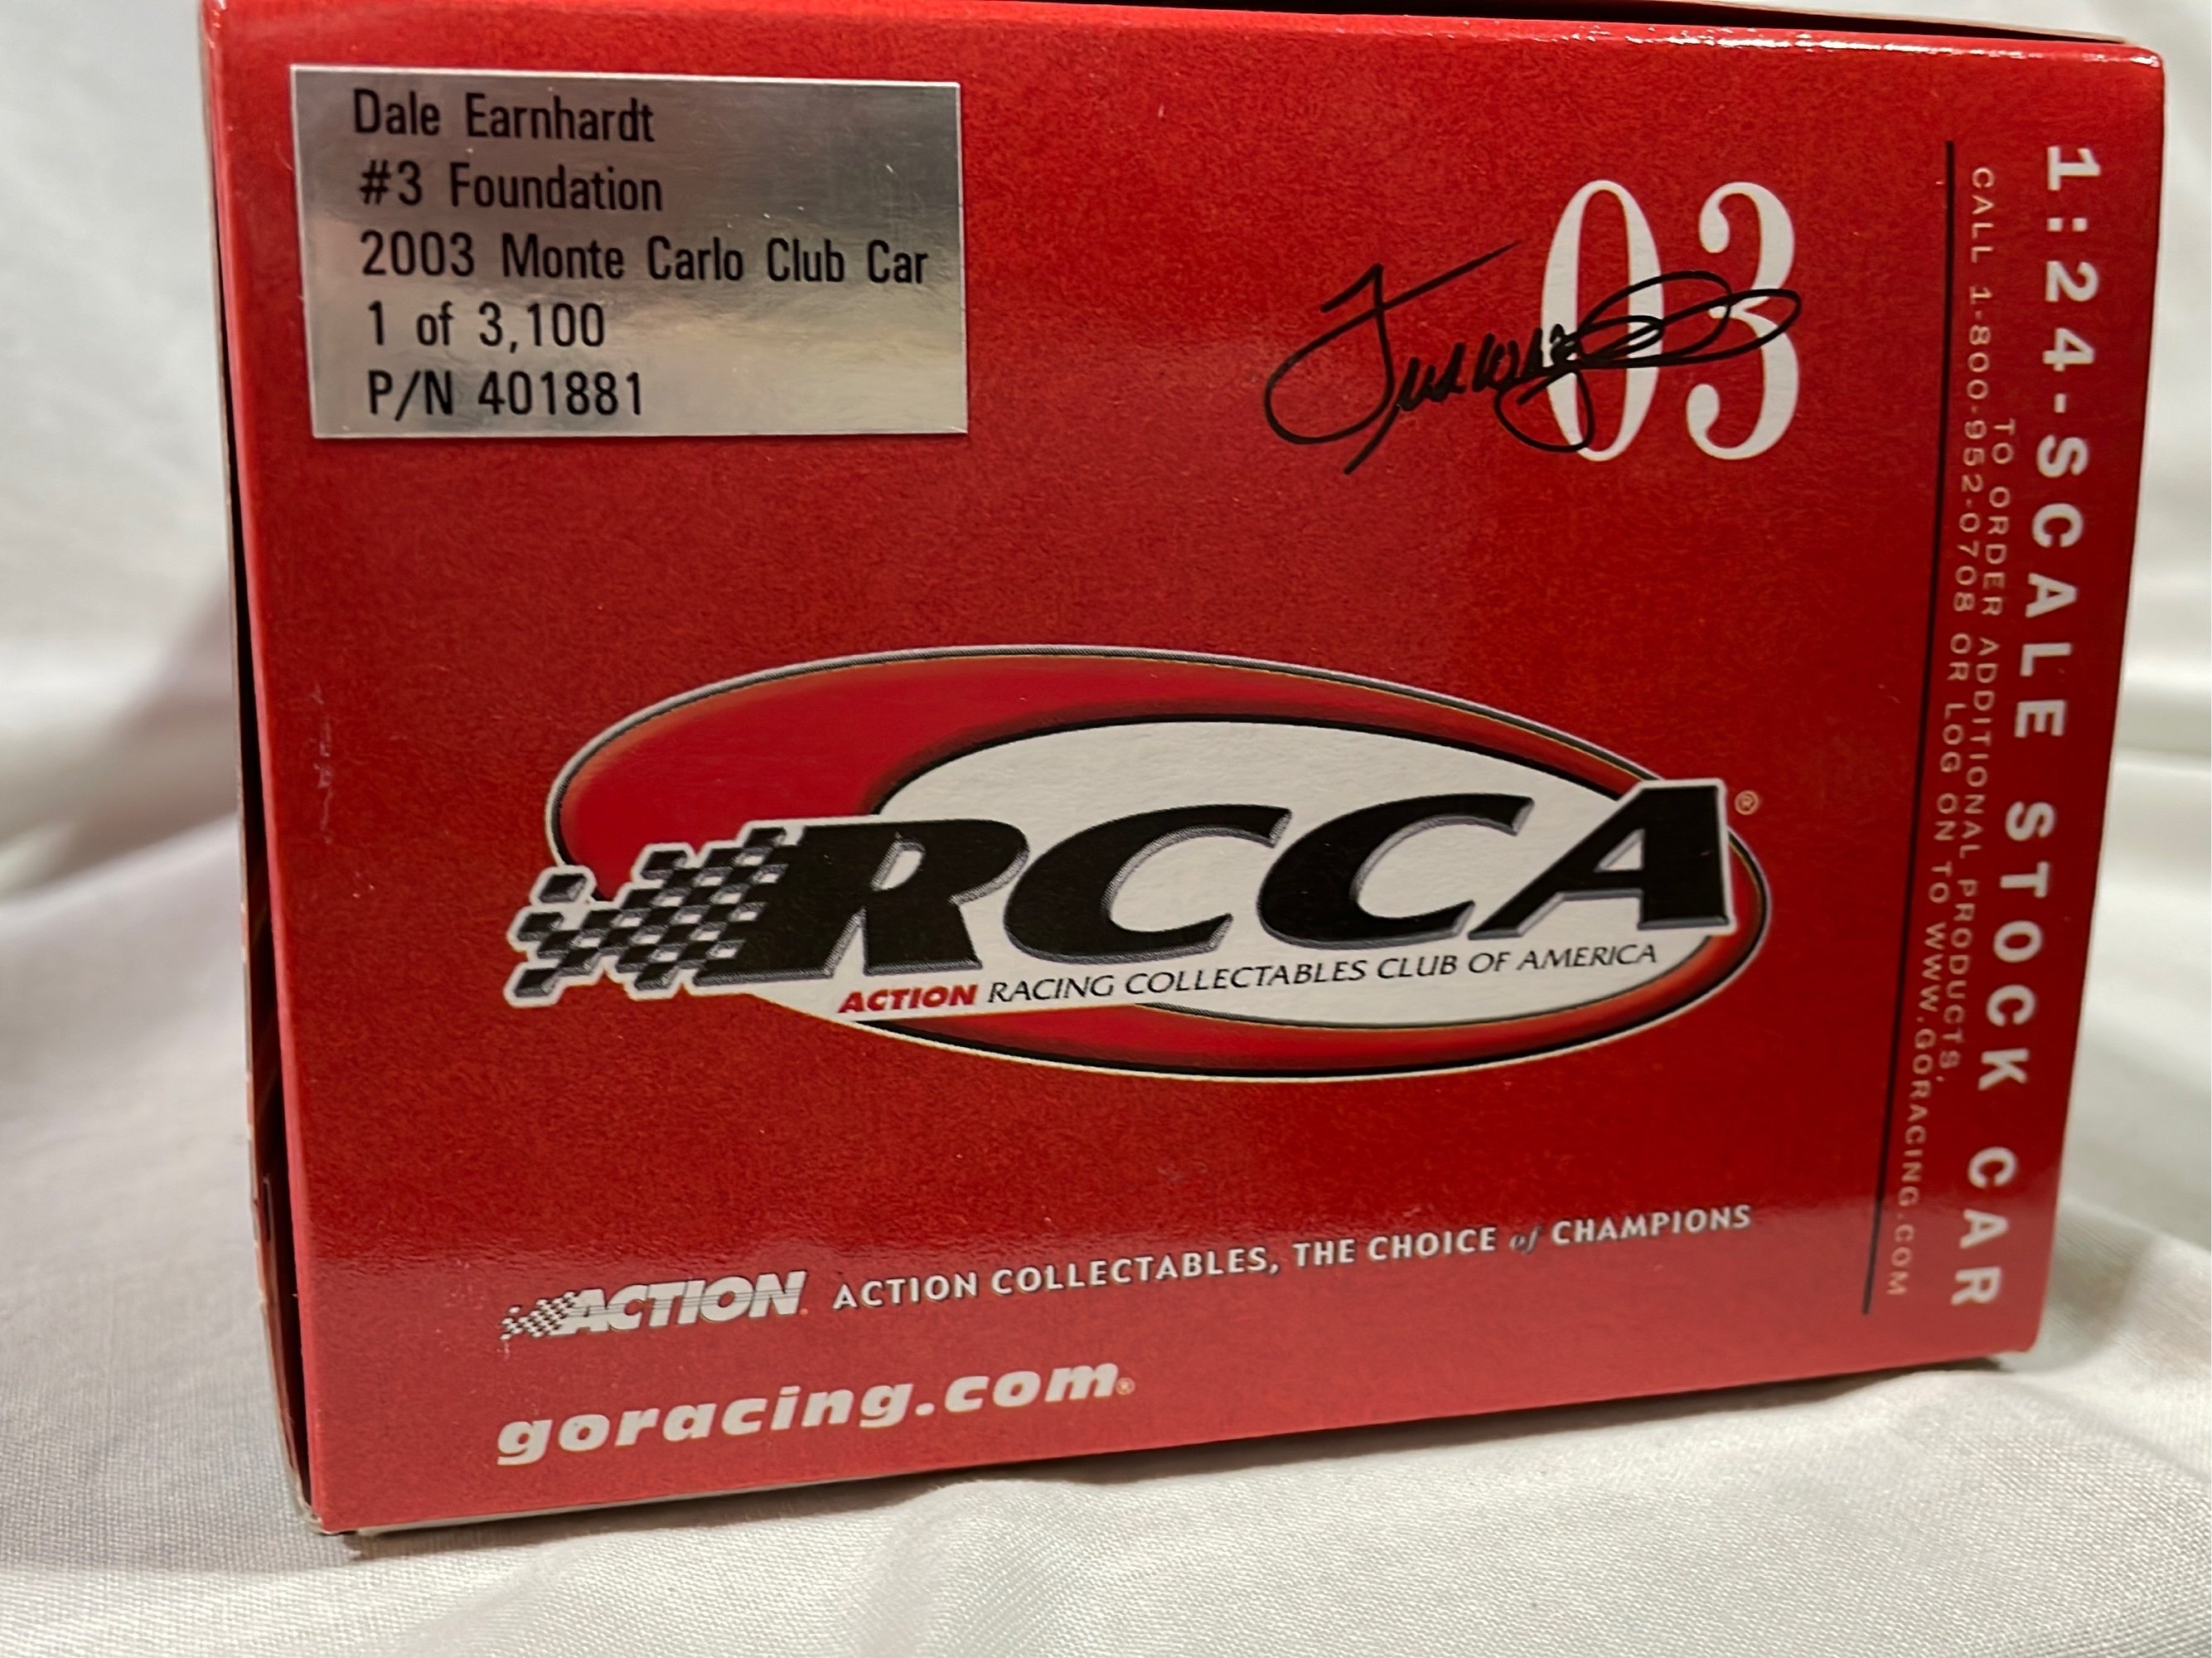 Dale Earnhardt
#3 Foundation
2003 Monte Carlo Club Car
1 of 3,100
P/N 401881
03
RCCA®
ACTION RACING COLLECTABLES CLUB OF AMERICA
ACTION ACTION COLLECTABLES, THE CHOICE of CHAMPIONS
goracing.com®
1:24-SCALE STOCK CAR
TO ORDER ADDITIONAL PRODUCTS,
CALL 1-800-952-0708 OR LOG ON TO WWW.GORACING.COM